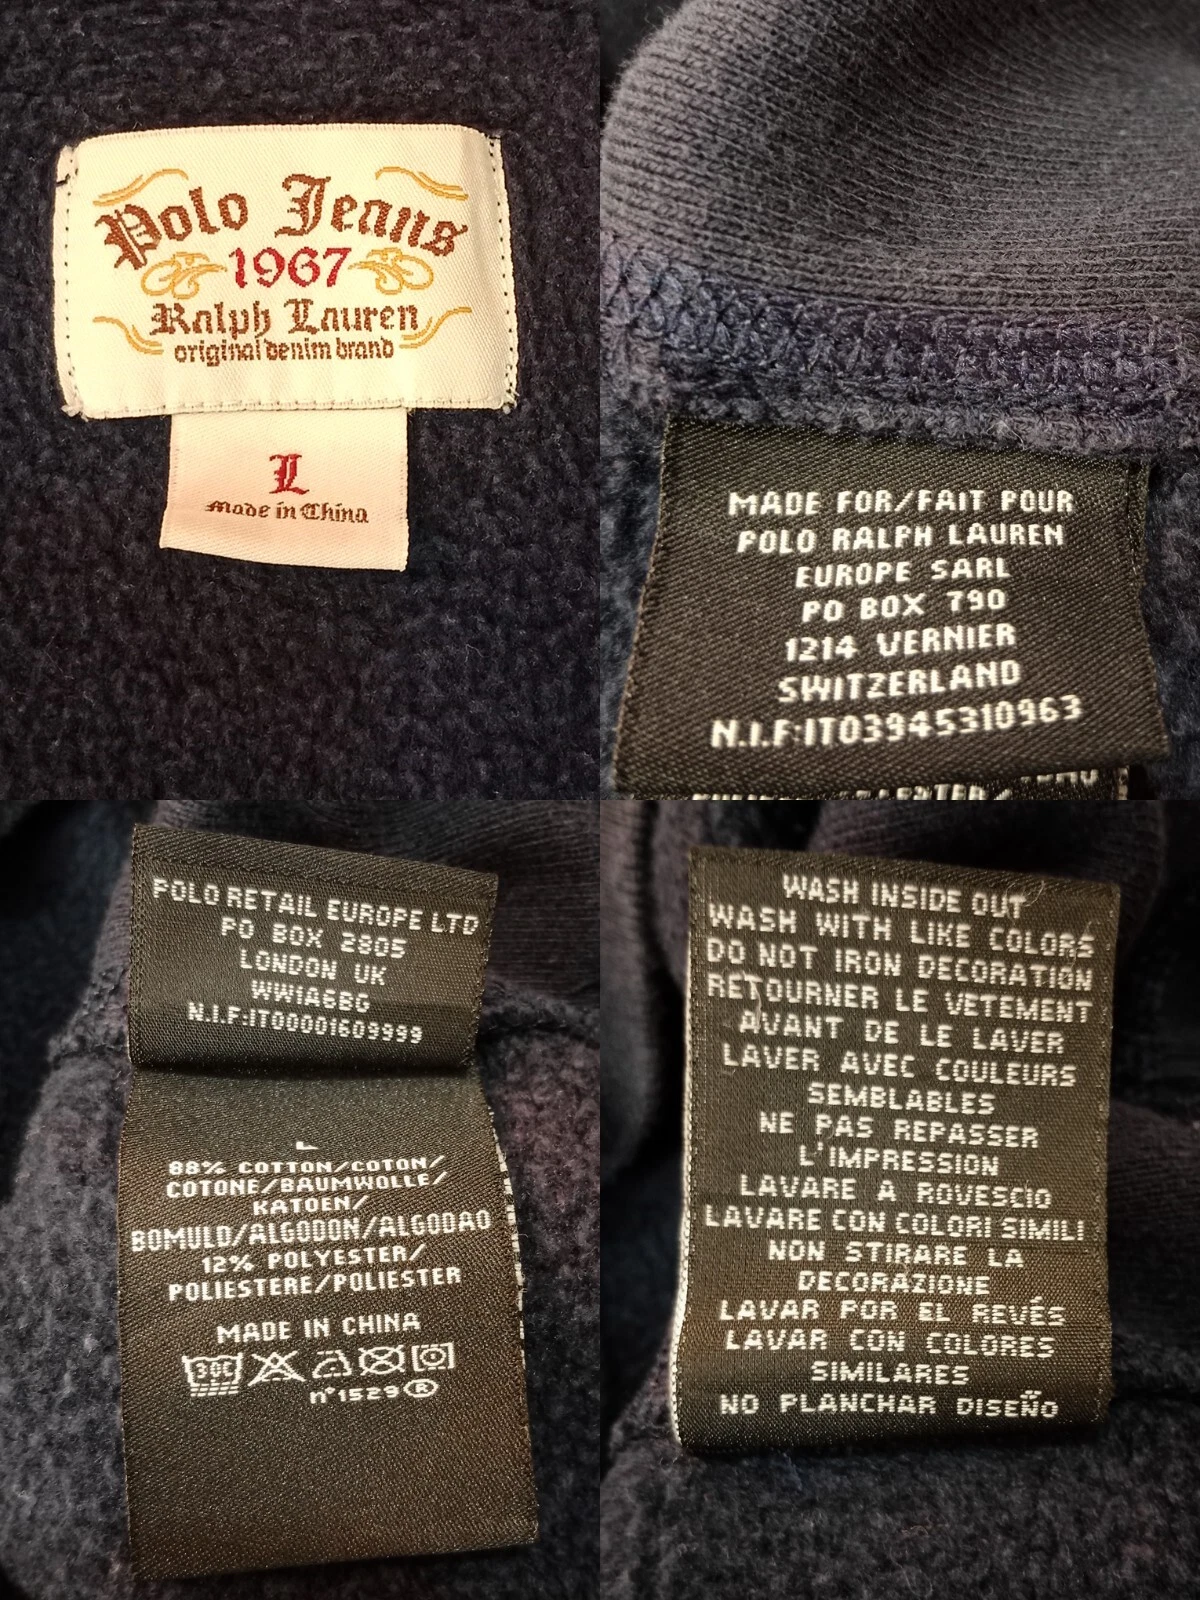 Polo Jeans
1967
Ralph Lauren
original denim brand
L
Made in China
MADE FOR/FAIT POUR
POLO RALPH LAUREN
EUROPE SARL
PO BOX 790
1214 VERNIER
SWITZERLAND
N.I.F:IT03945310963
POLO RETAIL EUROPE LTD
PO BOX 2805
LONDON UK
WW1A6BG
N.I.F:IT00001609999
L
88% COTTON/COTON/
COTONE/BAUMWOLLE/
KATOEN/
BOMULD/ALGODON/ALGODAO
12% POLYESTER/
POLIESTERE/POLIESTER
MADE IN CHINA
30C
n°1529 ®
WASH INSIDE OUT
WASH WITH LIKE COLORS
DO NOT IRON DECORATION
RETOURNER LE VETEMENT
AVANT DE LE LAVER
LAVER AVEC COULEURS
SEMBLABLES
NE PAS REPASSER
L'IMPRESSION
LAVARE A ROVESCIO
LAVARE CON COLORI SIMILI
NON STIRARE LA
DECORAZIONE
LAVAR POR EL REVÉS
LAVAR CON COLORES
SIMILARES
NO PLANCHAR DISEÑO